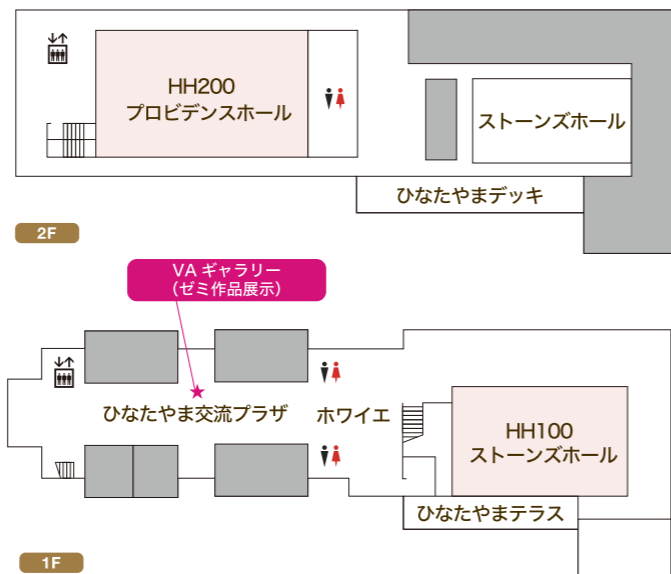 HH200
プロビデンスホール
ストーンズホール
ひなたやまデッキ
2F
VA ギャラリー
(ゼミ作品展示)
ひなたやま交流プラザ
ホワイエ
HH100
ストーンズホール
ひなたやまテラス
1F